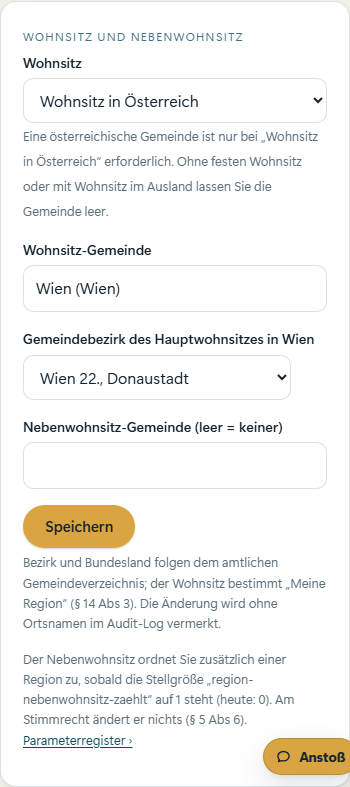 WOHNSITZ UND NEBENWOHNSITZ
Wohnsitz
Wohnsitz in Österreich
Eine österreichische Gemeinde ist nur bei „Wohnsitz
in Österreich“ erforderlich. Ohne festen Wohnsitz
oder mit Wohnsitz im Ausland lassen Sie die
Gemeinde leer.
Wohnsitz-Gemeinde
Wien (Wien)
Gemeindebezirk des Hauptwohnsitzes in Wien
Wien 22., Donaustadt
Nebenwohnsitz-Gemeinde (leer = keiner)
Speichern
Bezirk und Bundesland folgen dem amtlichen
Gemeindeverzeichnis; der Wohnsitz bestimmt „Meine
Region“ (§ 14 Abs 3). Die Änderung wird ohne
Ortsnamen im Audit-Log vermerkt.
Der Nebenwohnsitz ordnet Sie zusätzlich einer
Region zu, sobald die Stellgröße „region-
nebenwohnsitz-zaehlt“ auf 1 steht (heute: 0). Am
Stimmrecht ändert er nichts (§ 5 Abs 6).
Parameterregister ›
Anstoß